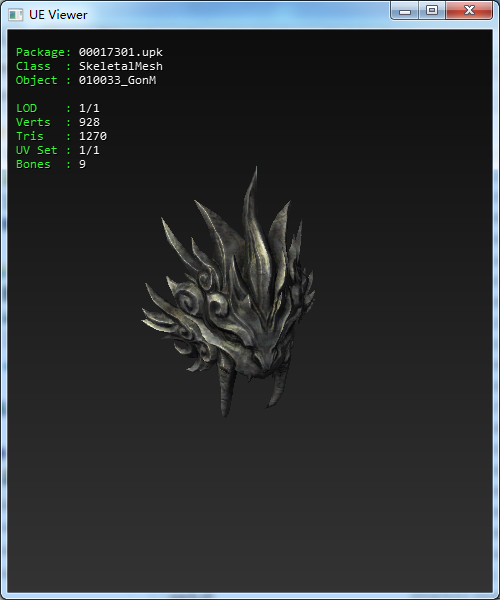 UE Viewer
Package: 00017301.upk
Class  : SkeletalMesh
Object : 010033_GonM
LOD    : 1/1
Verts  : 928
Tris   : 1270
UV Set : 1/1
Bones  : 9